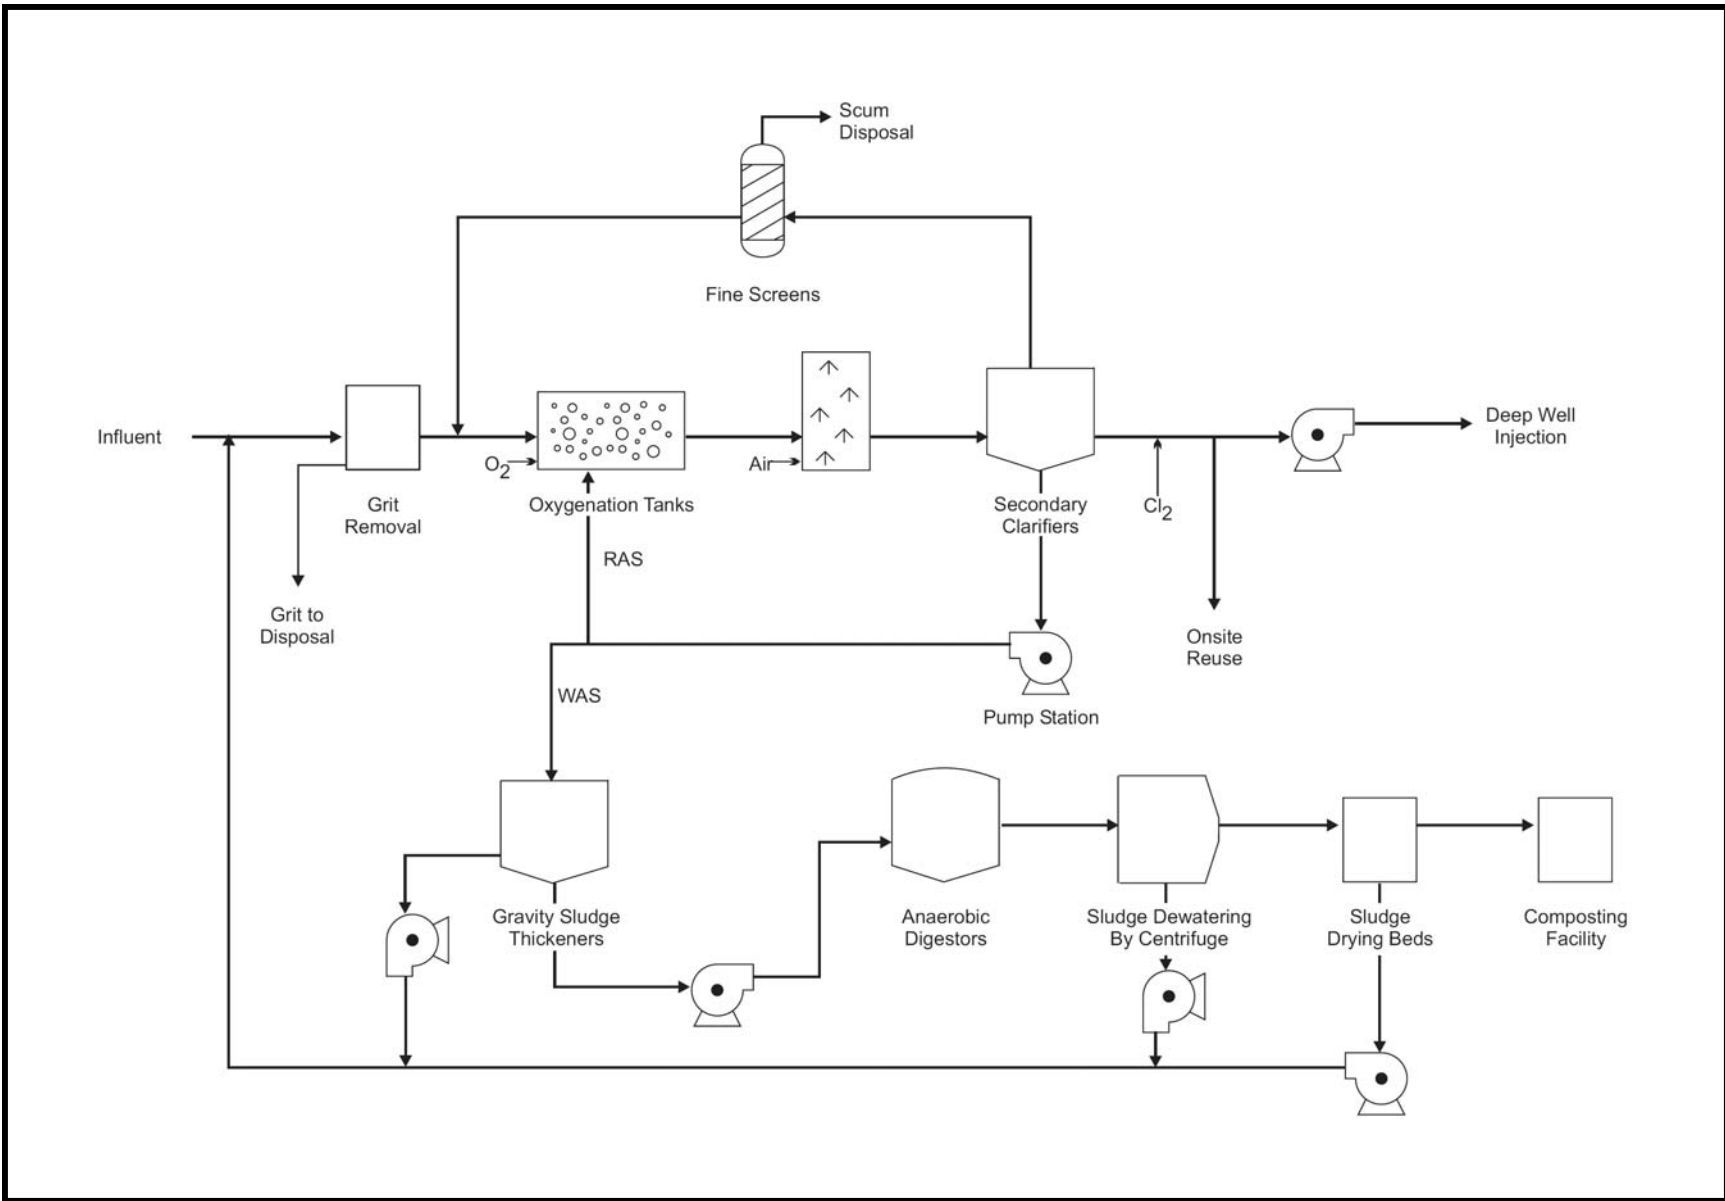 Scum
Disposal
Fine Screens
Influent
Grit
Removal
Grit to
Disposal
O2
Oxygenation Tanks
Air
Secondary
Clarifiers
Cl2
Deep Well
Injection
Onsite
Reuse
RAS
WAS
Pump Station
Gravity Sludge
Thickeners
Anaerobic
Digestors
Sludge Dewatering
By Centrifuge
Sludge
Drying Beds
Composting
Facility